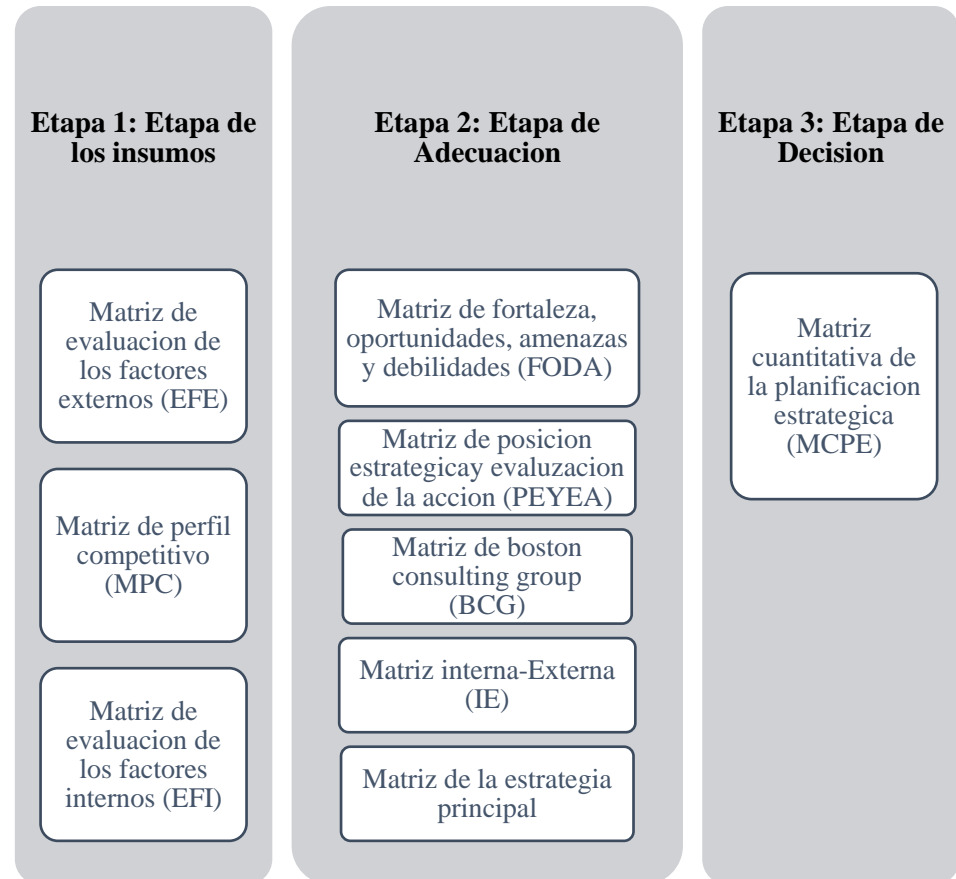 Etapa 1: Etapa de
los insumos
Matriz de
evaluacion de
los factores
externos (EFE)
Matriz de perfil
competitivo
(MPC)
Matriz de
evaluacion de
los factores
internos (EFI)
Etapa 2: Etapa de
Adecuacion
Matriz de fortaleza,
oportunidades, amenazas
y debilidades (FODA)
Matriz de posicion
estrategicay evaluzacion
de la accion (PEYEA)
Matriz de boston
consulting group
(BCG)
Matriz interna-Externa
(IE)
Matriz de la estrategia
principal
Etapa 3: Etapa de
Decision
Matriz
cuantitativa de
la planificacion
estrategica
(MCPE)